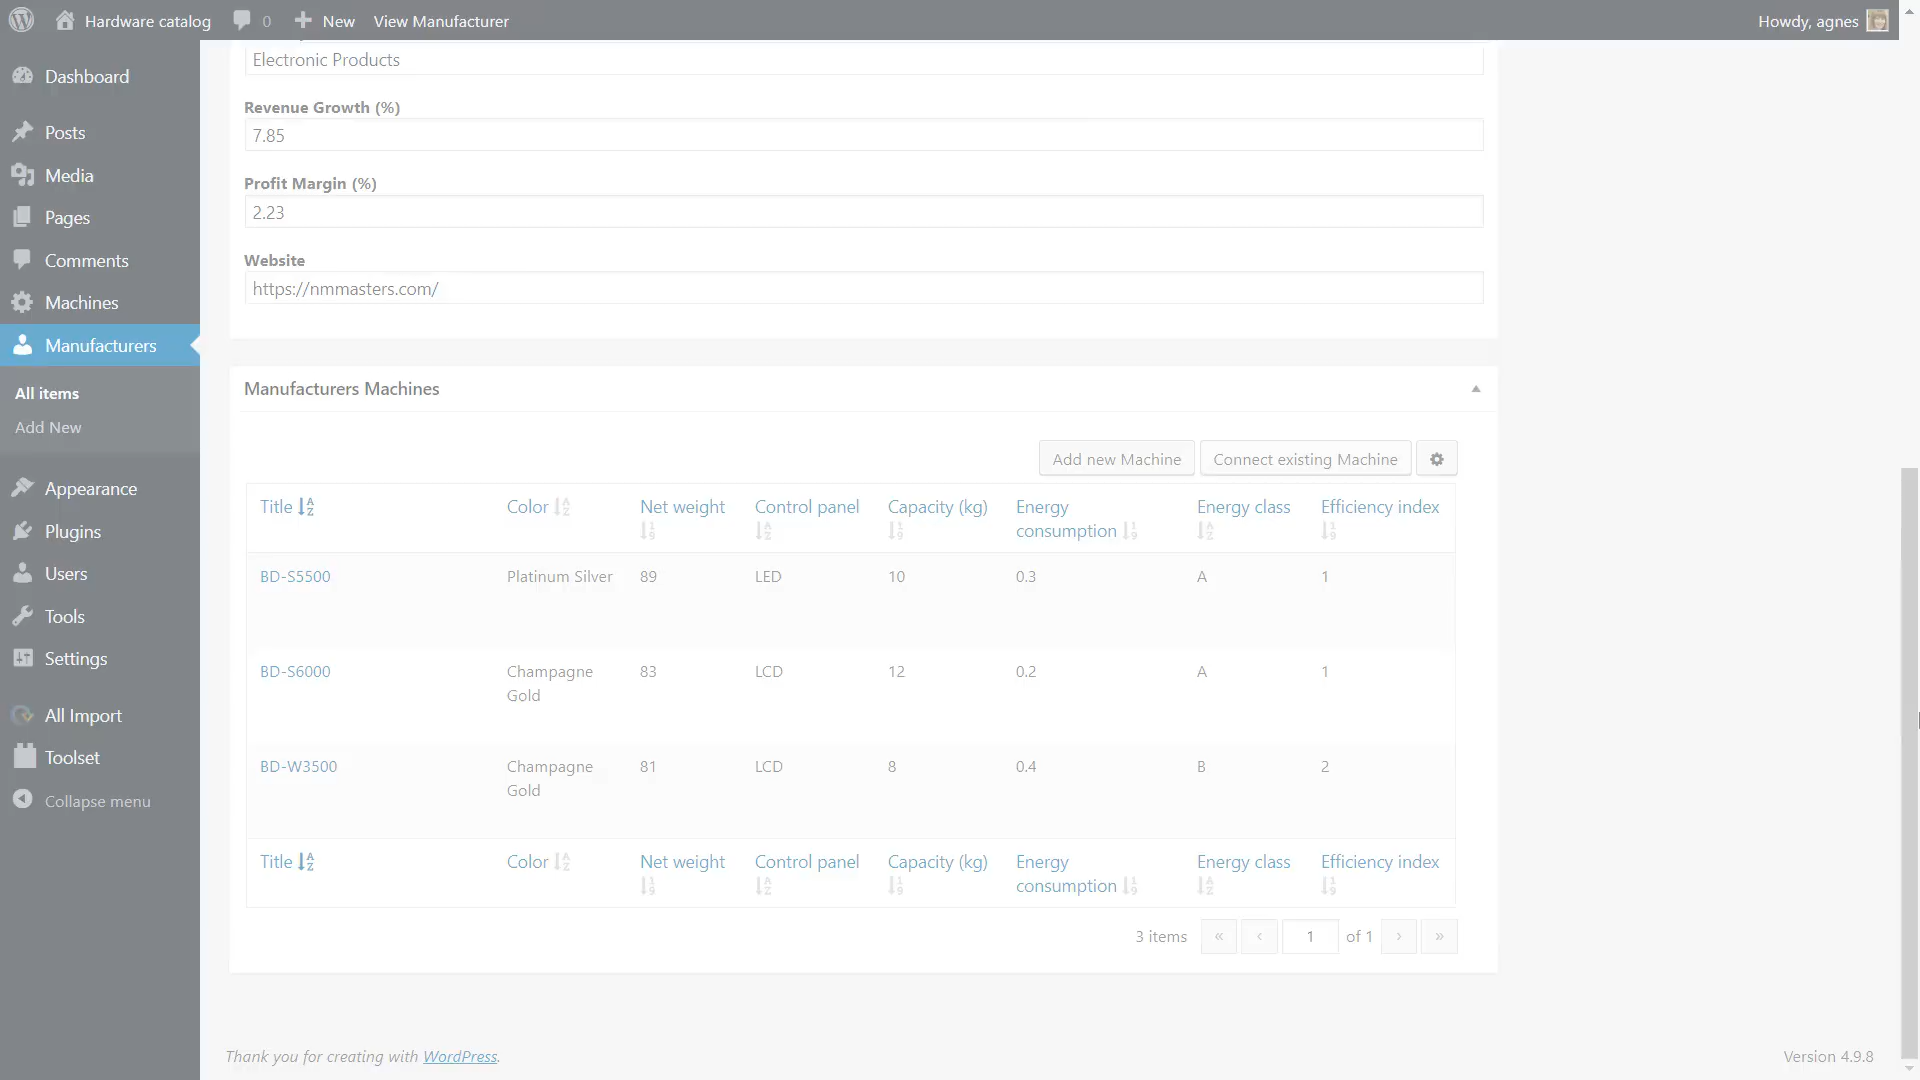 Hardware catalog 0 New View Manufacturer Howdy, agnes
Dashboard
Posts
Media
Pages
Comments
Machines
Manufacturers
All items
Add New
Appearance
Plugins
Users
Tools
Settings
All Import
Toolset
Collapse menu
Electronic Products
Revenue Growth (%)
7.85
Profit Margin (%)
2.23
Website
https://nmmasters.com/
Manufacturers Machines
Add new Machine Connect existing Machine
Title Color Net weight Control panel Capacity (kg) Energy consumption Energy class Efficiency index
BD-S5500 Platinum Silver 89 LED 10 0.3 A 1
BD-S6000 Champagne Gold 83 LCD 12 0.2 A 1
BD-W3500 Champagne Gold 81 LCD 8 0.4 B 2
Title Color Net weight Control panel Capacity (kg) Energy consumption Energy class Efficiency index
3 items « ‹ 1 of 1 › »
Thank you for creating with WordPress. Version 4.9.8